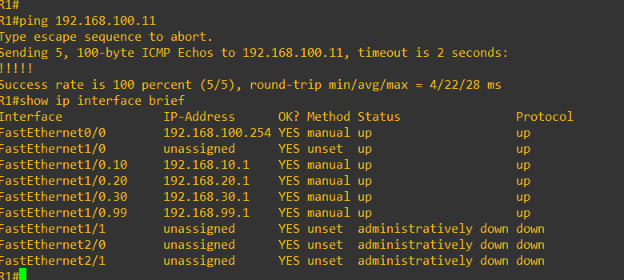 R1#
R1#ping 192.168.100.11
Type escape sequence to abort.
Sending 5, 100-byte ICMP Echos to 192.168.100.11, timeout is 2 seconds:
!!!!!
Success rate is 100 percent (5/5), round-trip min/avg/max = 4/22/28 ms
R1#show ip interface brief
Interface              IP-Address      OK? Method Status                Protocol
FastEthernet0/0        192.168.100.254 YES manual up                    up
FastEthernet1/0        unassigned      YES unset  up                    up
FastEthernet1/0.10     192.168.10.1    YES manual up                    up
FastEthernet1/0.20     192.168.20.1    YES manual up                    up
FastEthernet1/0.30     192.168.30.1    YES manual up                    up
FastEthernet1/0.99     192.168.99.1    YES manual up                    up
FastEthernet1/1        unassigned      YES unset  administratively down down
FastEthernet2/0        unassigned      YES unset  administratively down down
FastEthernet2/1        unassigned      YES unset  administratively down down
R1#